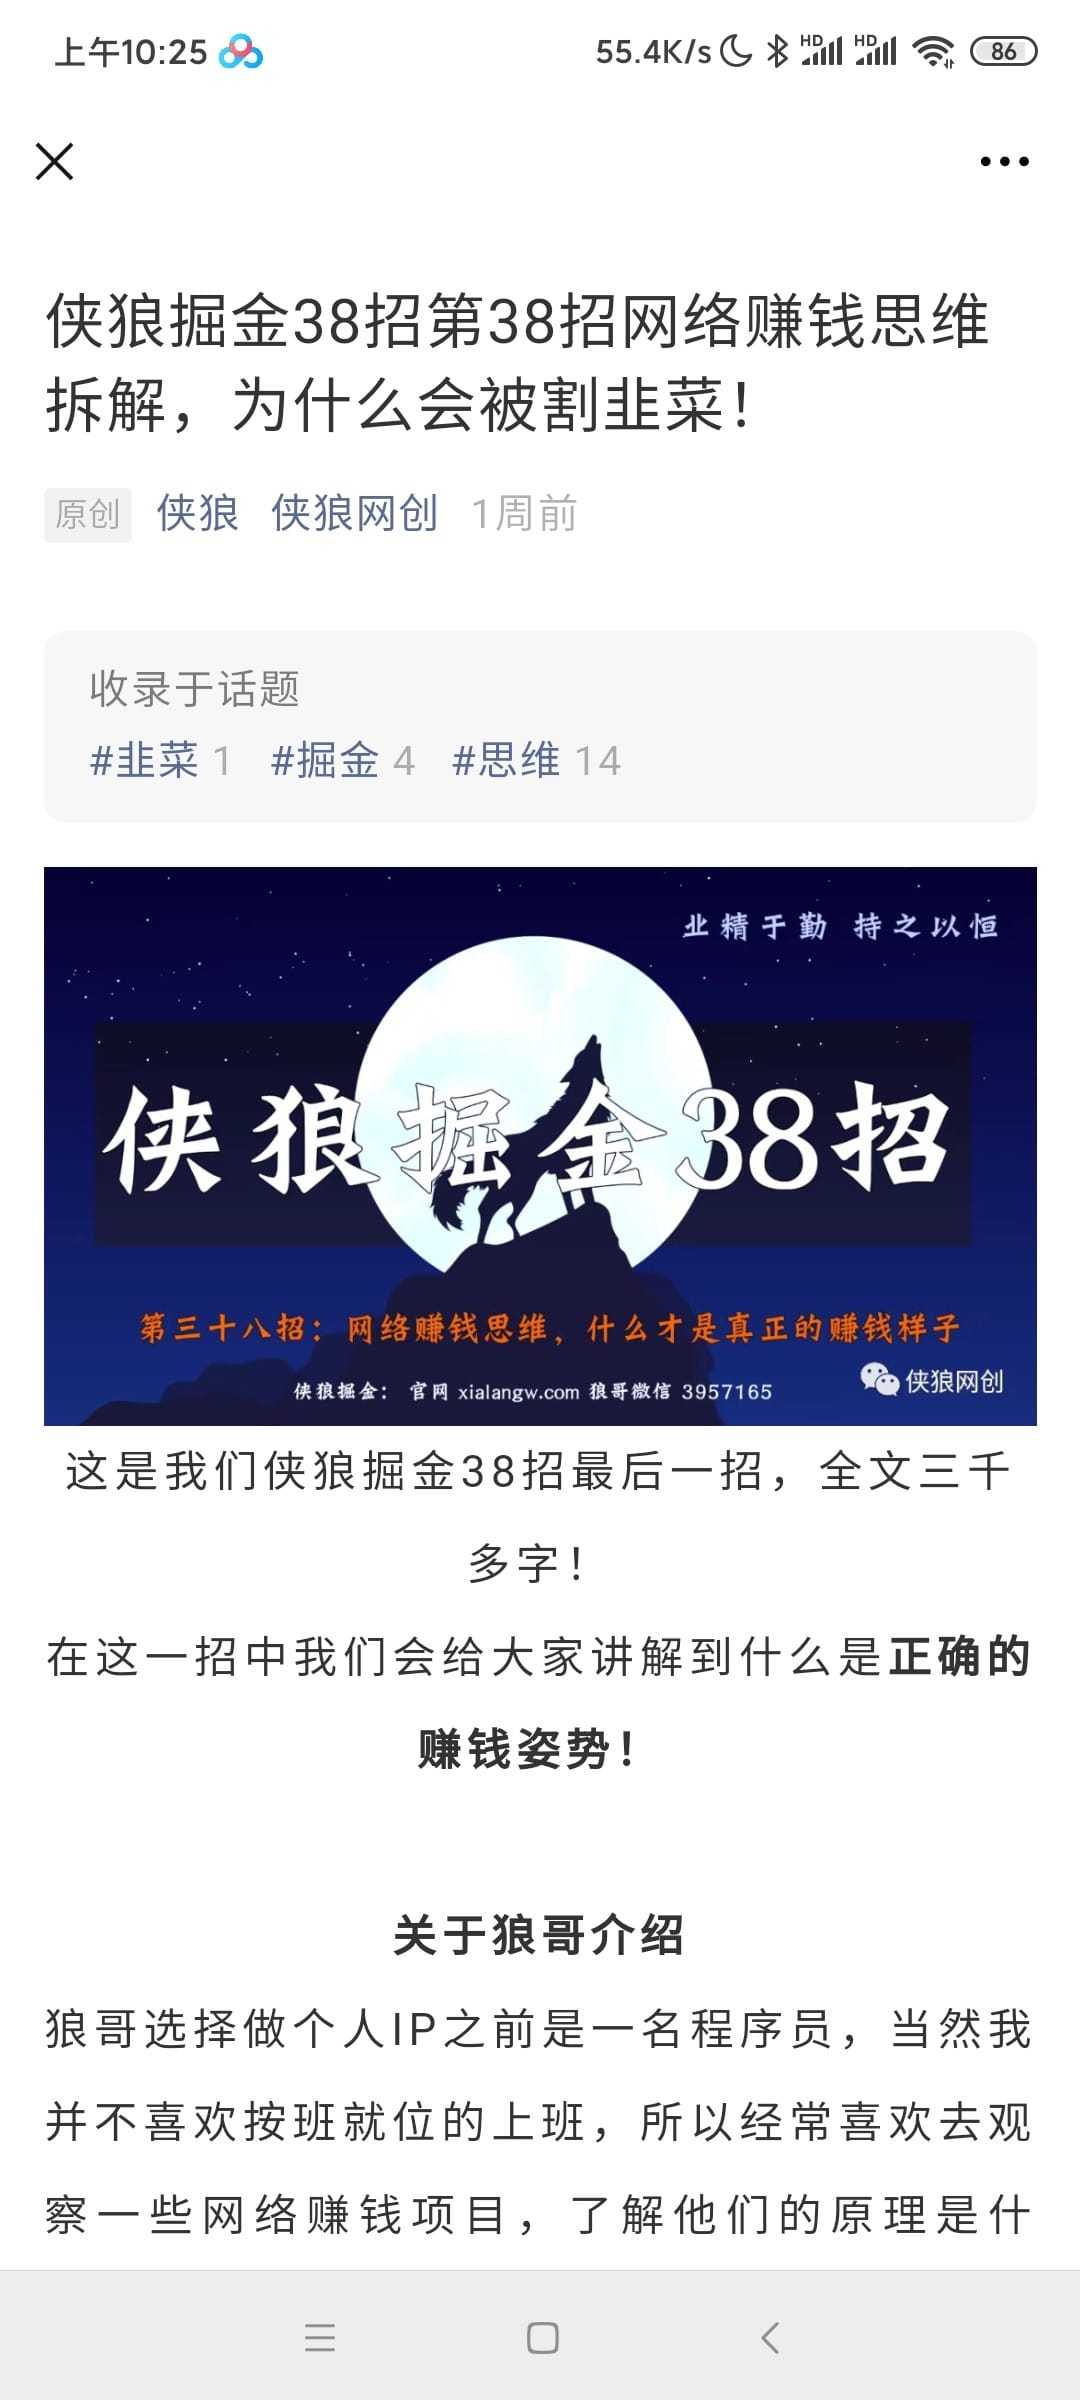 上午10:25
55.4K/s HD HD 86
侠狼掘金38招第38招网络赚钱思维
拆解，为什么会被割韭菜！
原创 侠狼 侠狼网创 1周前
收录于话题
#韭菜 1 #掘金 4 #思维 14
业精于勤 持之以恒
侠狼掘金38招
第三十八招：网络赚钱思维，什么才是真正的赚钱样子
侠狼掘金： 官网 xialangw.com 狼哥微信 3957165
侠狼网创
这是我们侠狼掘金38招最后一招，全文三千
多字！
在这一招中我们会给大家讲解到什么是正确的
赚钱姿势！
关于狼哥介绍
狼哥选择做个人IP之前是一名程序员，当然我
并不喜欢按班就位的上班，所以经常喜欢去观
察一些网络赚钱项目，了解他们的原理是什